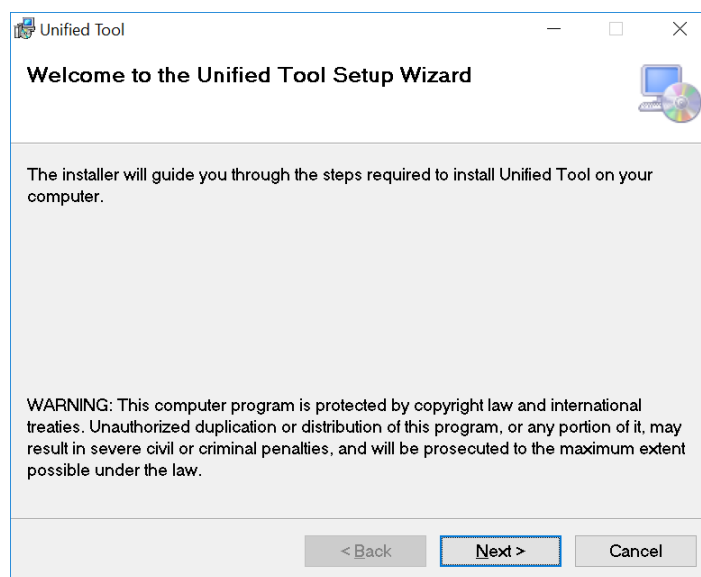 Unified Tool
Welcome to the Unified Tool Setup Wizard
The installer will guide you through the steps required to install Unified Tool on your
computer.
WARNING: This computer program is protected by copyright law and international
treaties. Unauthorized duplication or distribution of this program, or any portion of it, may
result in severe civil or criminal penalties, and will be prosecuted to the maximum extent
possible under the law.
< Back Next > Cancel